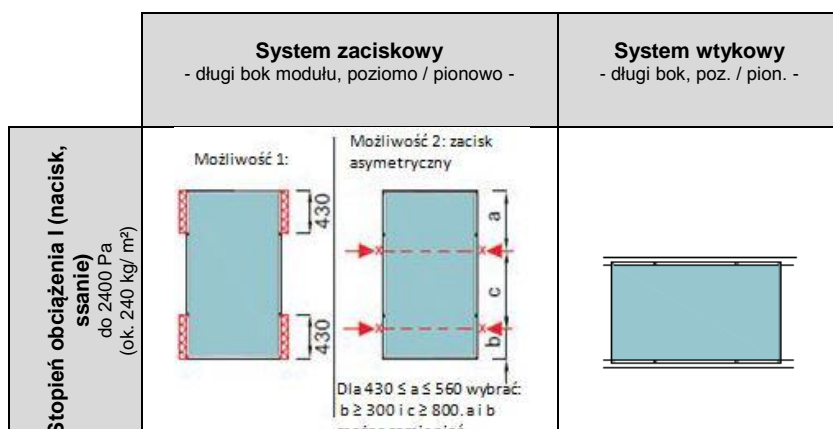 System zaciskowy
- długi bok modułu, poziomo / pionowo -
System wtykowy
- długi bok, poz. / pion. -
Stopień obciążenia I (nacisk,
ssanie)
do 2400 Pa
(ok. 240 kg/ m²)
Możliwość 1:
430
430
Możliwość 2: zacisk
asymetryczny
a
c
b
Dla 430 ≤ a ≤ 560 wybrać:
b ≥ 300 i c ≥ 800. a i b